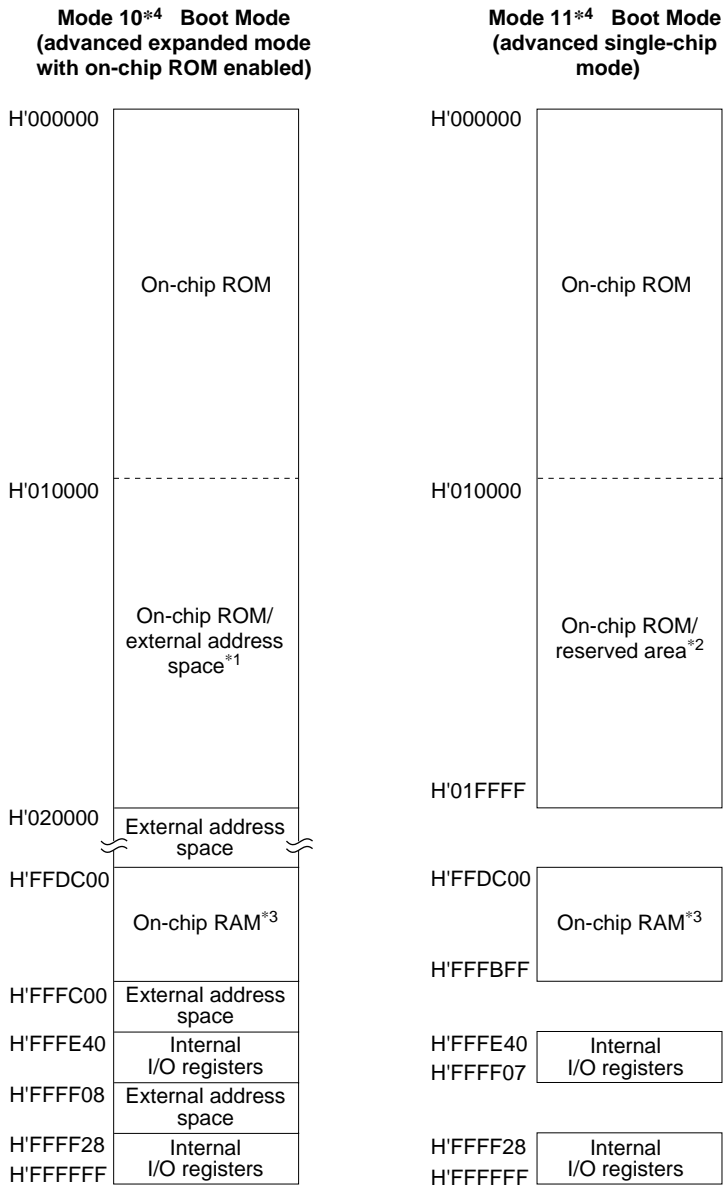 Mode 10*4 Boot Mode
(advanced expanded mode
with on-chip ROM enabled)
H'000000
On-chip ROM
H'010000
On-chip ROM/
external address
space*1
H'020000
External address
space
H'FFDC00
On-chip RAM*3
H'FFFC00
External address
space
H'FFFE40
Internal
I/O registers
H'FFFF08
External address
space
H'FFFF28
Internal
I/O registers
H'FFFFFF
Mode 11*4 Boot Mode
(advanced single-chip
mode)
H'000000
On-chip ROM
H'010000
On-chip ROM/
reserved area*2
H'01FFFF
H'FFDC00
On-chip RAM*3
H'FFFBFF
H'FFFE40
Internal
I/O registers
H'FFFF07
H'FFFF28
Internal
I/O registers
H'FFFFFF